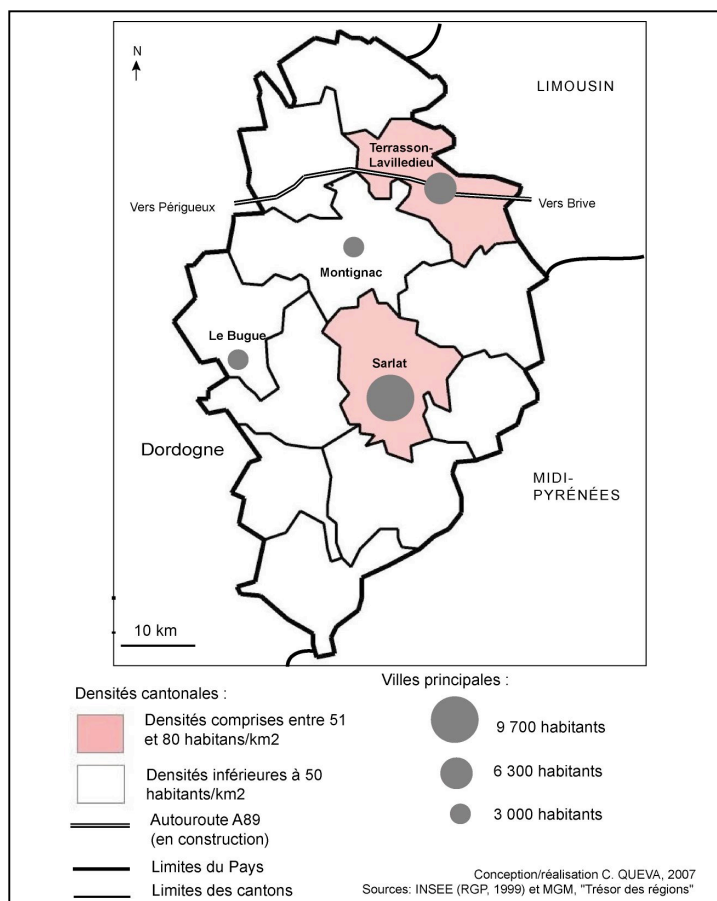 N
LIMOUSIN
Terrasson-
Lavilledieu
Vers Périgueux
Vers Brive
Montignac
Le Bugue
Sarlat
Dordogne
MIDI-
PYRÉNÉES
10 km
Densités cantonales :
Densités comprises entre 51
et 80 habitans/km2
Densités inférieures à 50
habitants/km2
Autouroute A89
(en construction)
Limites du Pays
Limites des cantons
Villes principales :
9 700 habitants
6 300 habitants
3 000 habitants
Conception/réalisation C. QUEVA, 2007
Sources: INSEE (RGP, 1999) et MGM, "Trésor des régions"